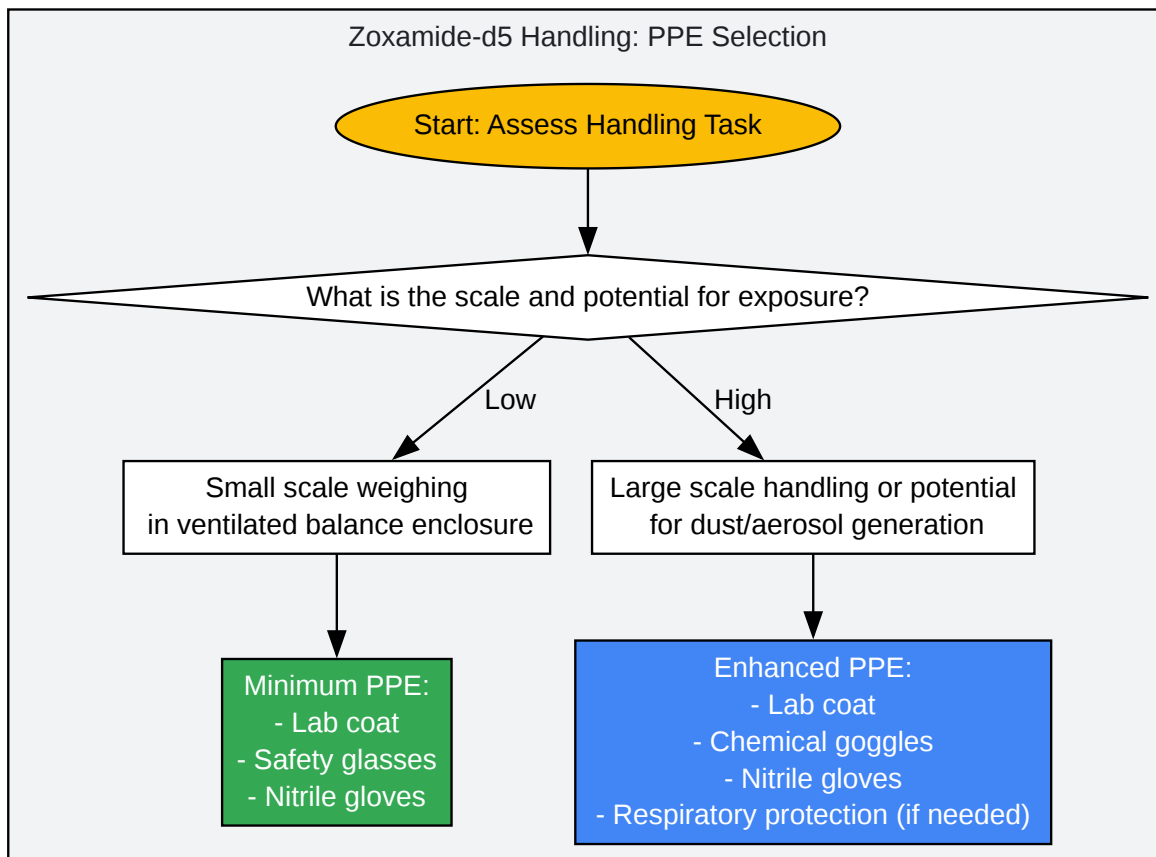 Zoxamide-d5 Handling: PPE Selection
Start: Assess Handling Task
What is the scale and potential for exposure?
Low
High
Small scale weighing
in ventilated balance enclosure
Large scale handling or potential
for dust/aerosol generation
Minimum PPE:
- Lab coat
- Safety glasses
- Nitrile gloves
Enhanced PPE:
- Lab coat
- Chemical goggles
- Nitrile gloves
- Respiratory protection (if needed)